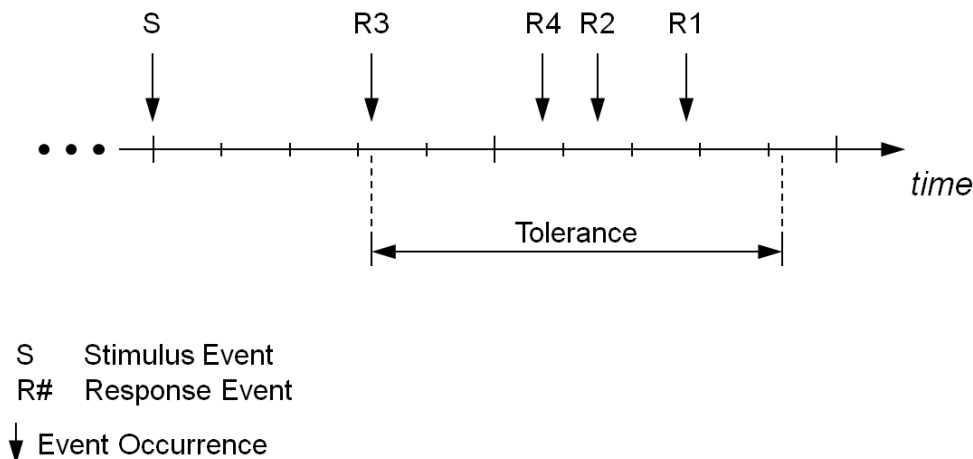 S R3 R4 R2 R1
time
Tolerance
S Stimulus Event
R# Response Event
Event Occurrence